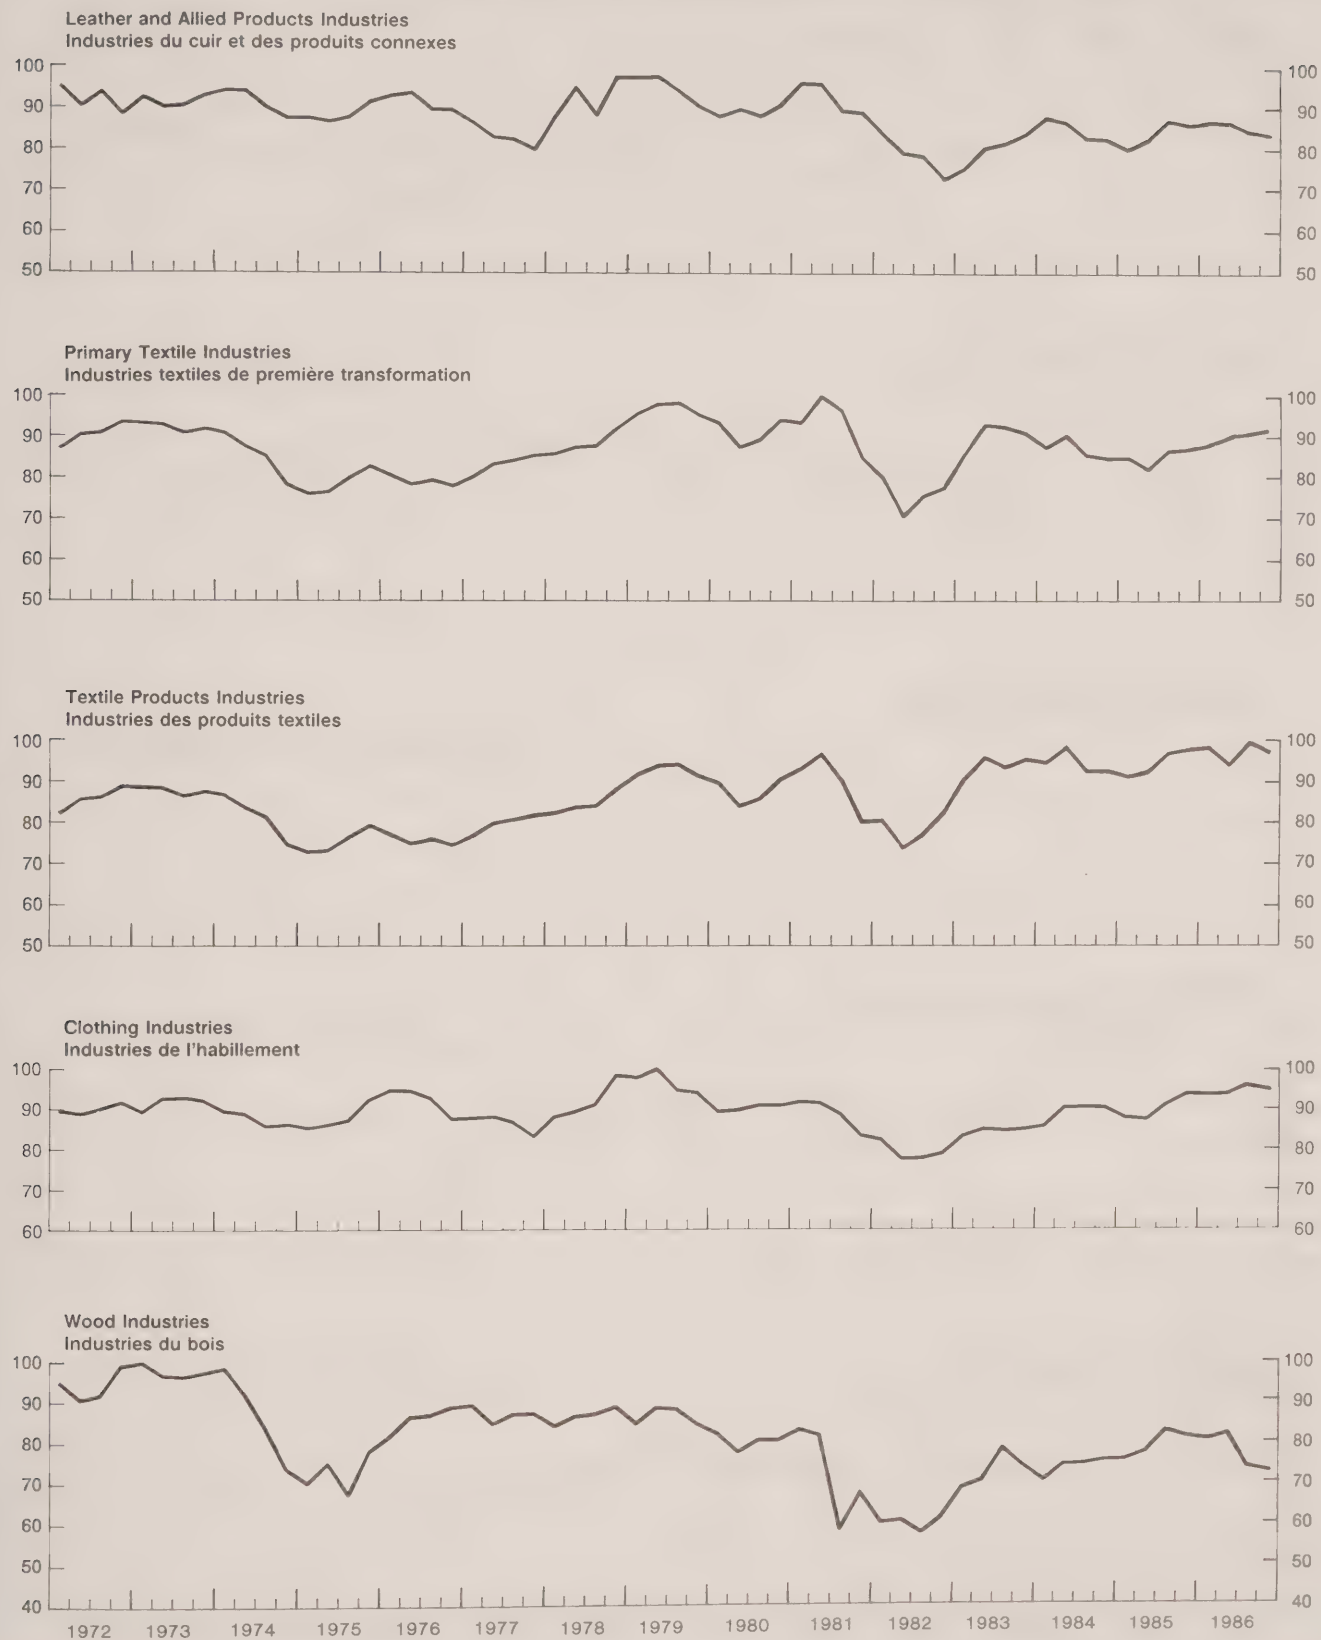 Leather and Allied Products Industries
Industries du cuir et des produits connexes
100 100
90 90
80 80
70 70
60 60
50 50
Primary Textile Industries
Industries textiles de première transformation
100 100
90 90
80 80
70 70
60 60
50 50
Textile Products Industries
Industries des produits textiles
100 100
90 90
80 80
70 70
60 60
50 50
Clothing Industries
Industries de l'habillement
100 100
90 90
80 80
70 70
60 60
Wood Industries
Industries du bois
100 100
90 90
80 80
70 70
60 60
50 50
40 40
1972 1973 1974 1975 1976 1977 1978 1979 1980 1981 1982 1983 1984 1985 1986